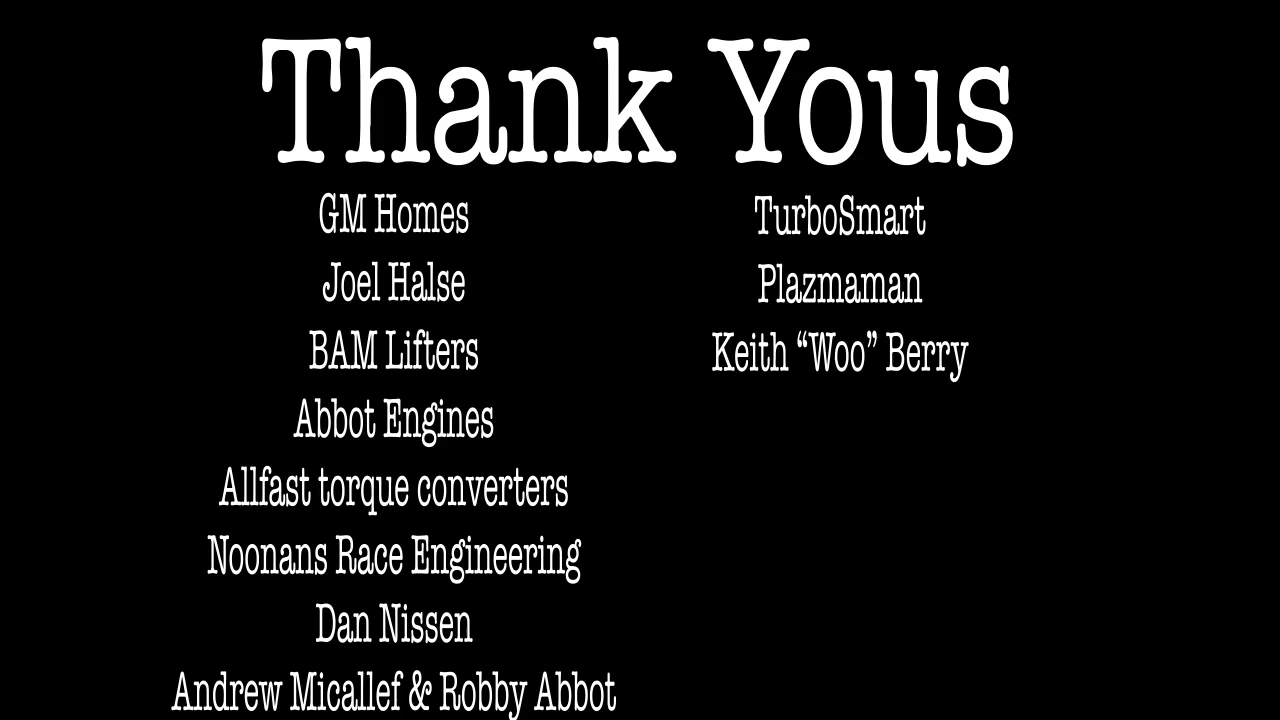 Thank Yous
GM Homes
Joel Halse
BAM Lifters
Abbot Engines
Allfast torque converters
Noonans Race Engineering
Dan Nissen
Andrew Micallef & Robby Abbot
TurboSmart
Plazmaman
Keith “Woo” Berry